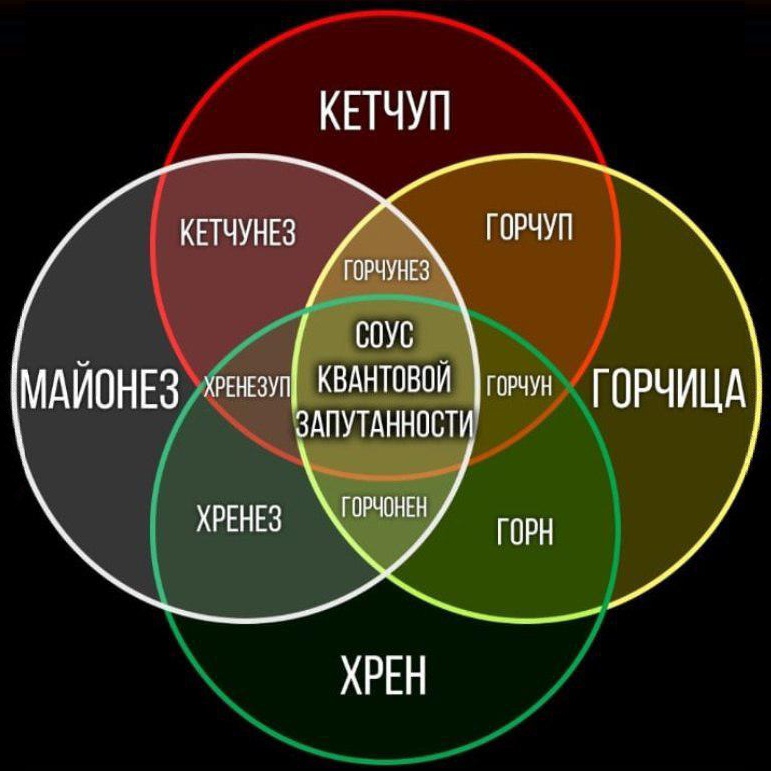 КЕТЧУП
КЕТЧУНЕЗ
ГОРЧУП
ГОРЧУНЕЗ
СОУС
КВАНТОВОЙ
ЗАПУТАННОСТИ
МАЙОНЕЗ
ХРЕНЕЗУП
ГОРЧУН
ГОРЧИЦА
ХРЕНЕЗ
ГОРЧОНЕН
ГОРН
ХРЕН